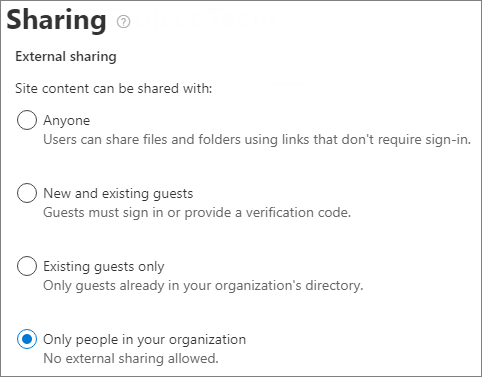 Sharing ?
External sharing
Site content can be shared with:
Anyone
Users can share files and folders using links that don't require sign-in.
New and existing guests
Guests must sign in or provide a verification code.
Existing guests only
Only guests already in your organization's directory.
Only people in your organization
No external sharing allowed.